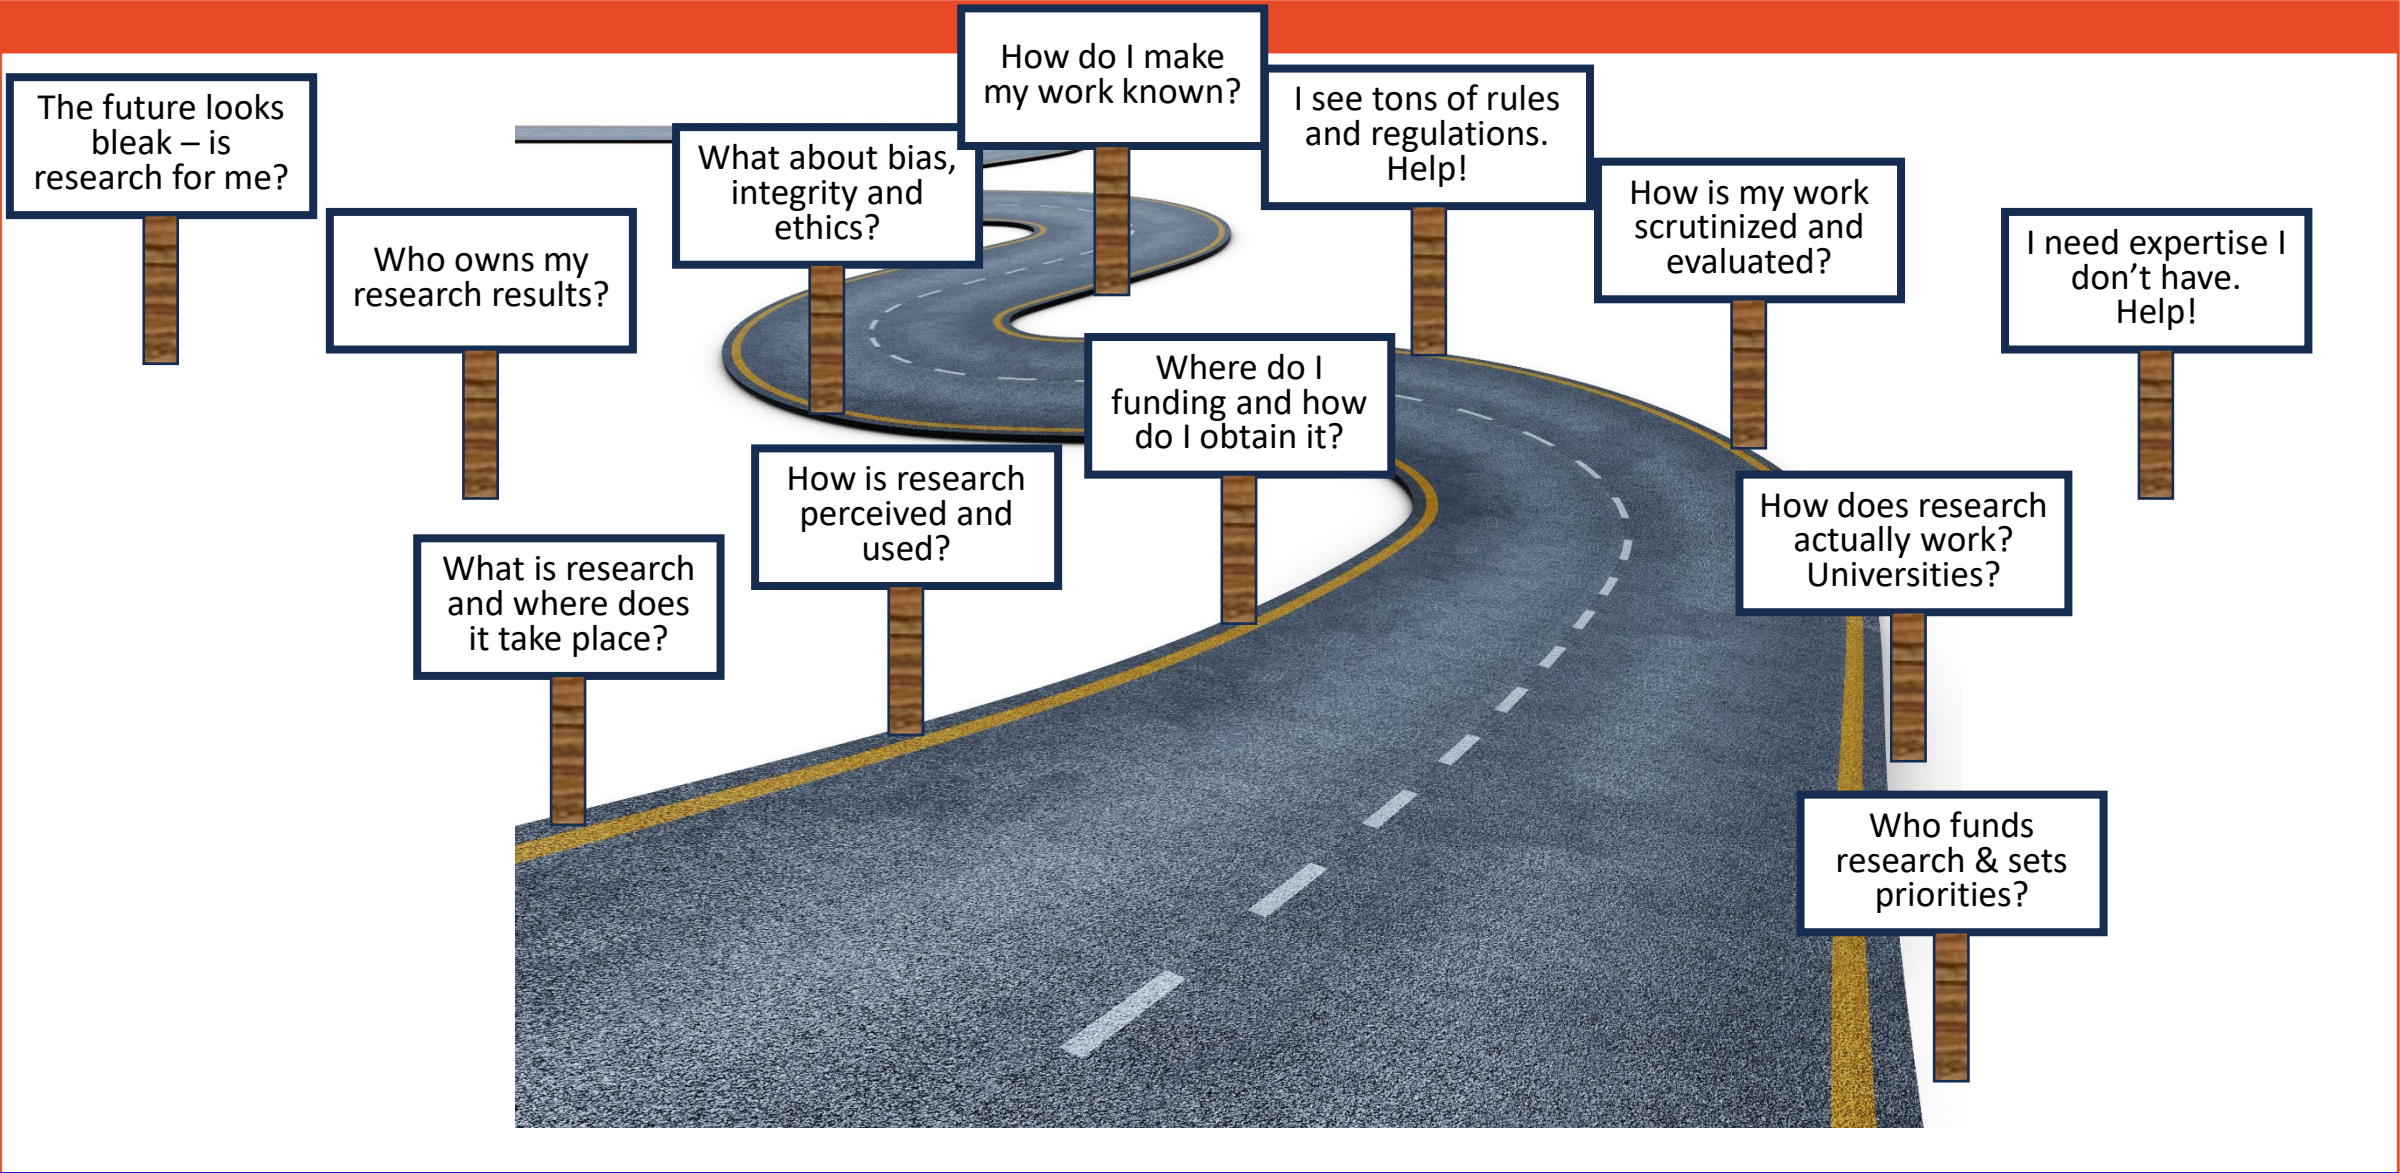 How do I make
my work known?
The future looks
bleak – is
research for me?
I see tons of rules
and regulations.
Help!
What about bias,
integrity and
ethics?
How is my work
scrutinized and
evaluated?
Who owns my
research results?
I need expertise I
don’t have.
Help!
Where do I
funding and how
do I obtain it?
How is research
perceived and
used?
How does research
actually work?
Universities?
What is research
and where does
it take place?
Who funds
research & sets
priorities?